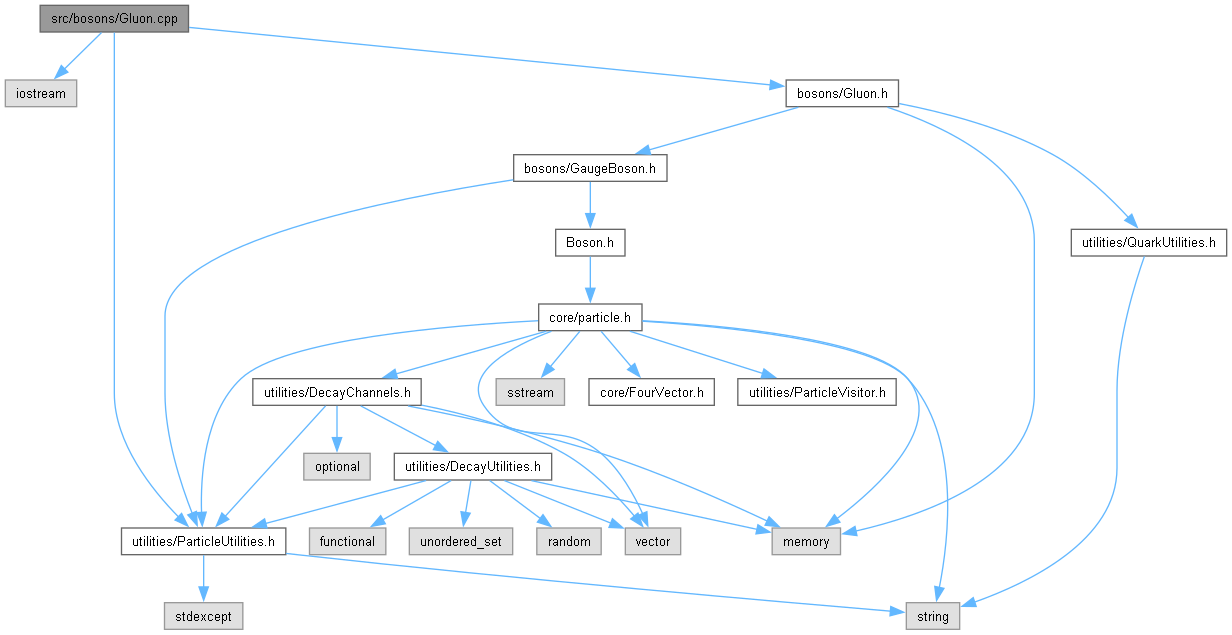 src/bosons/Gluon.cpp
iostream
bosons/Gluon.h
bosons/GaugeBoson.h
Boson.h
utilities/QuarkUtilities.h
core/particle.h
utilities/DecayChannels.h
sstream
core/FourVector.h
utilities/ParticleVisitor.h
optional
utilities/DecayUtilities.h
utilities/ParticleUtilities.h
functional
unordered_set
random
vector
memory
stdexcept
string